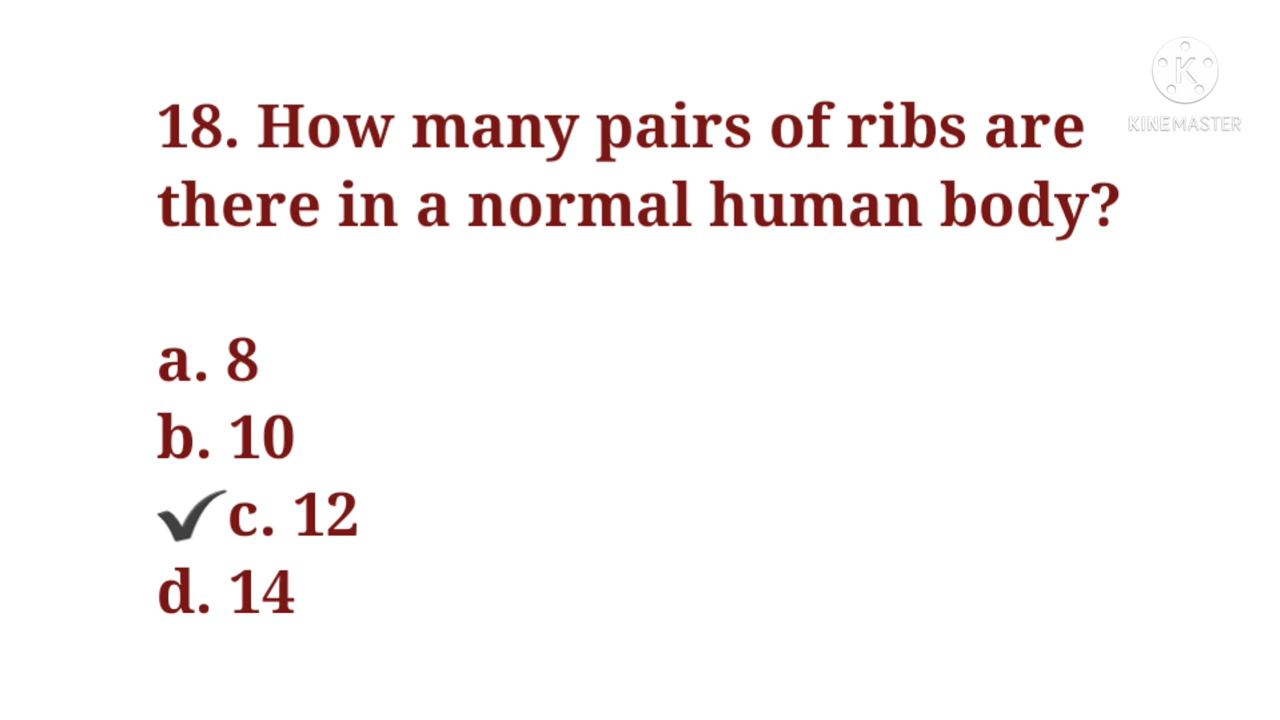 K
KINEMASTER
18. How many pairs of ribs are
there in a normal human body?
a. 8
b. 10
✔c. 12
d. 14